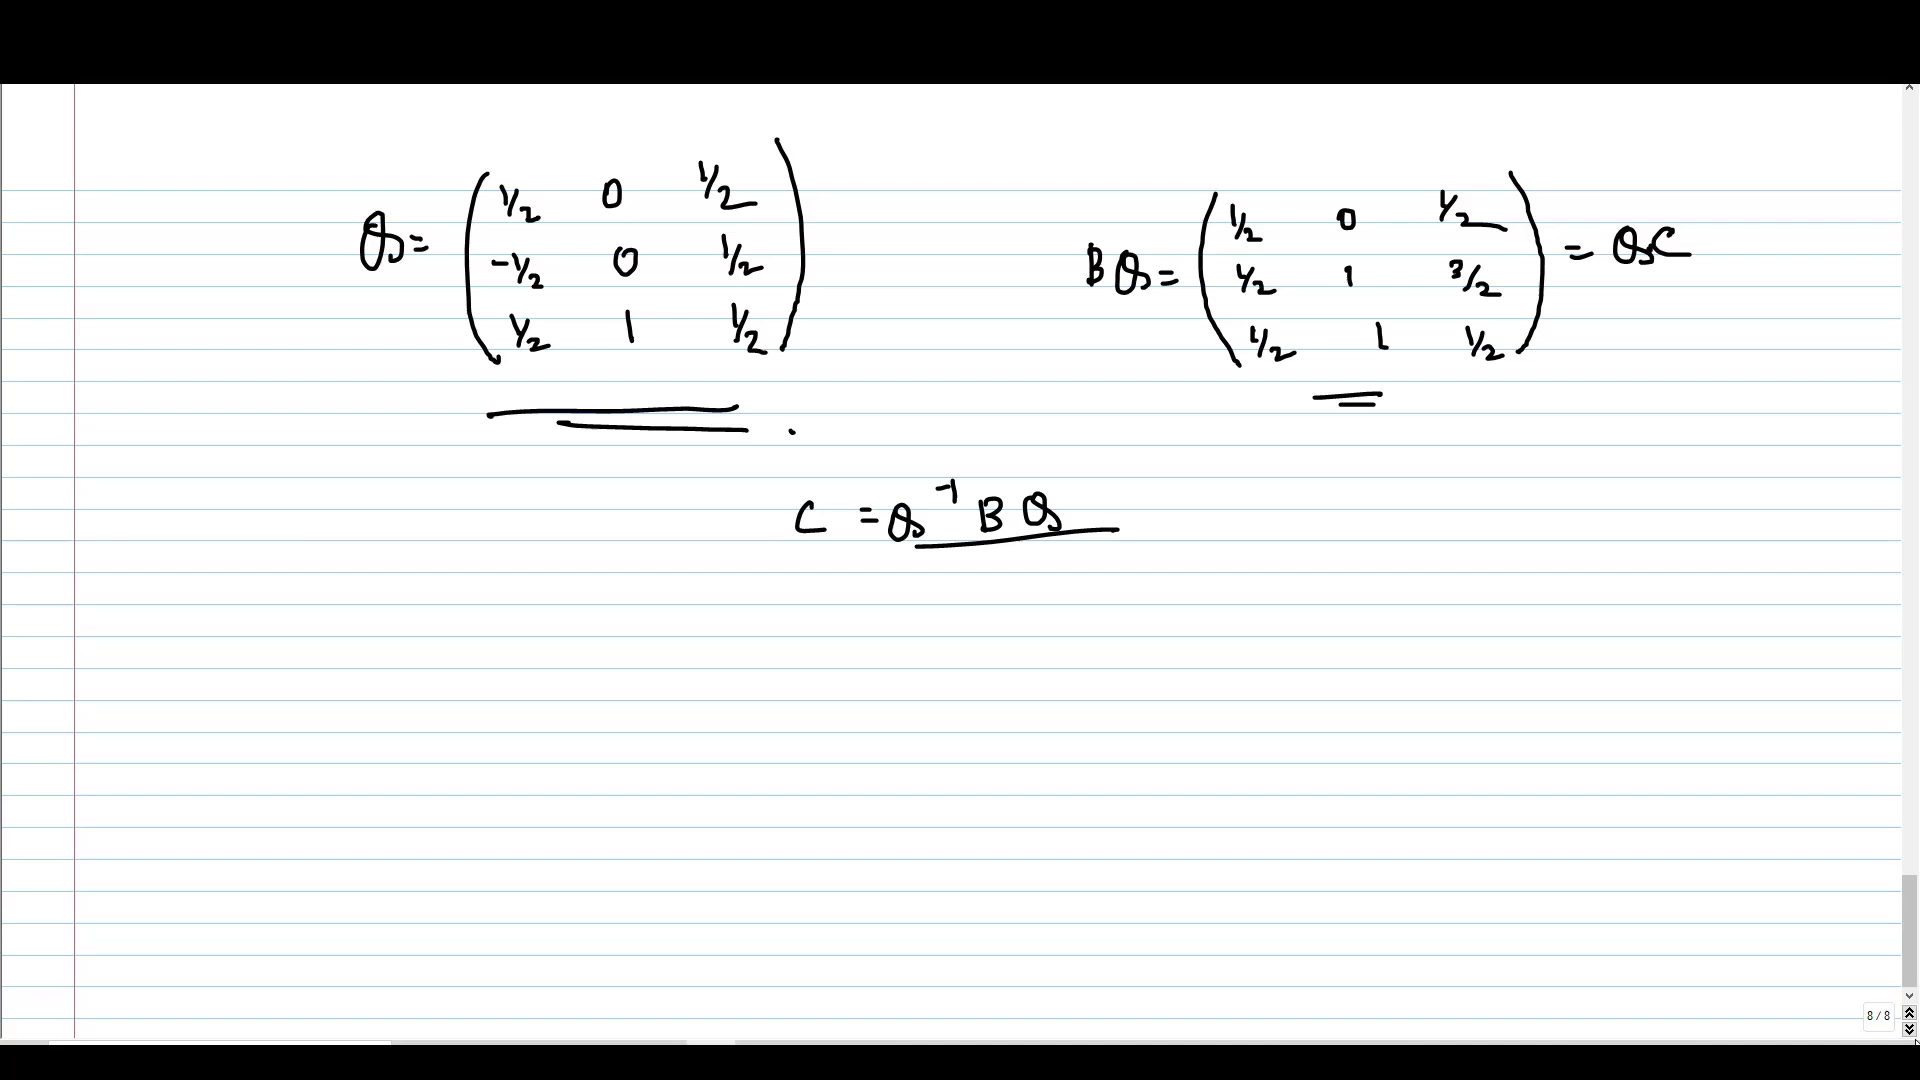 Q = ( 1/2 0 1/2
-1/2 0 1/2
1/2 1 1/2 )
BQ = ( 1/2 0 1/2
1/2 1 3/2
1/2 1 1/2 ) = QC
C = Q⁻¹ B Q
8 / 8